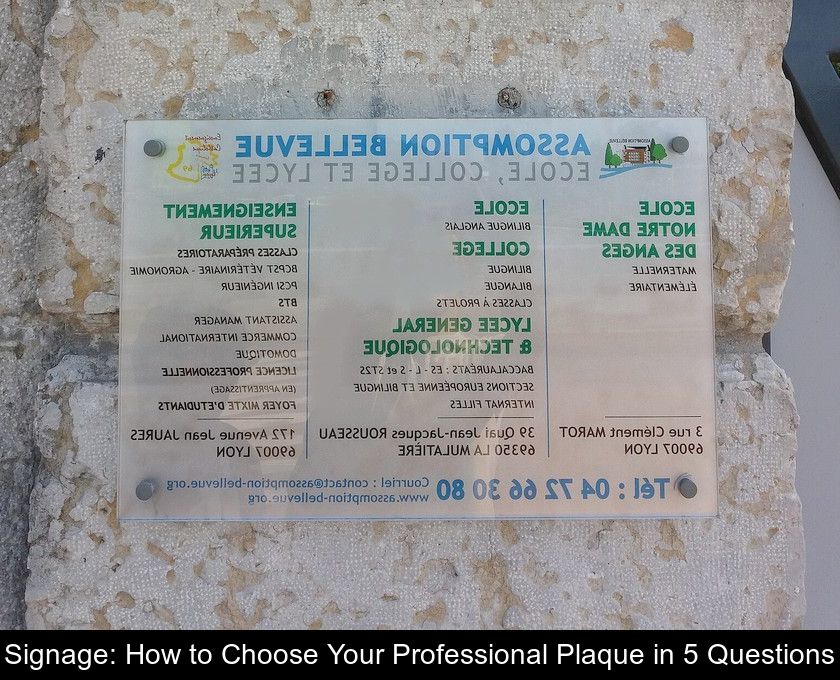 ASSOMPTION BELLEVUE
ASSOMPTION BELLEVUE
ECOLE, COLLEGE ET LYCEE
Enseignement
69
ECOLE
NOTRE DAME
DES ANGES
MATERNELLE
ÉLÉMENTAIRE
3 rue Clément MAROT
69007 LYON
ECOLE
BILINGUE ANGLAIS
COLLEGE
BILINGUE
BILANGUE
CLASSES À PROJETS
LYCEE GENERAL
& TECHNOLOGIQUE
BACCALAURÉATS : ES - L - S et ST2S
SECTIONS EUROPÉENNE ET BILINGUE
INTERNAT FILLES
39 Quai Jean-Jacques ROUSSEAU
69350 LA MULATIÈRE
ENSEIGNEMENT
SUPERIEUR
CLASSES PRÉPARATOIRES
BCPST VÉTÉRINAIRE - AGRONOMIE
PCSI INGÉNIEUR
BTS
ASSISTANT MANAGER
COMMERCE INTERNATIONAL
DOMOTIQUE
LICENCE PROFESSIONNELLE
(EN APPRENTISSAGE)
FOYER MIXTE D'ETUDIANTS
172 Avenue Jean JAURES
69007 LYON
Tél : 04 72 66 30 80
Courriel : contact@assomption-bellevue.org
www.assomption-bellevue.org
Signage: How to Choose Your Professional Plaque in 5 Questions